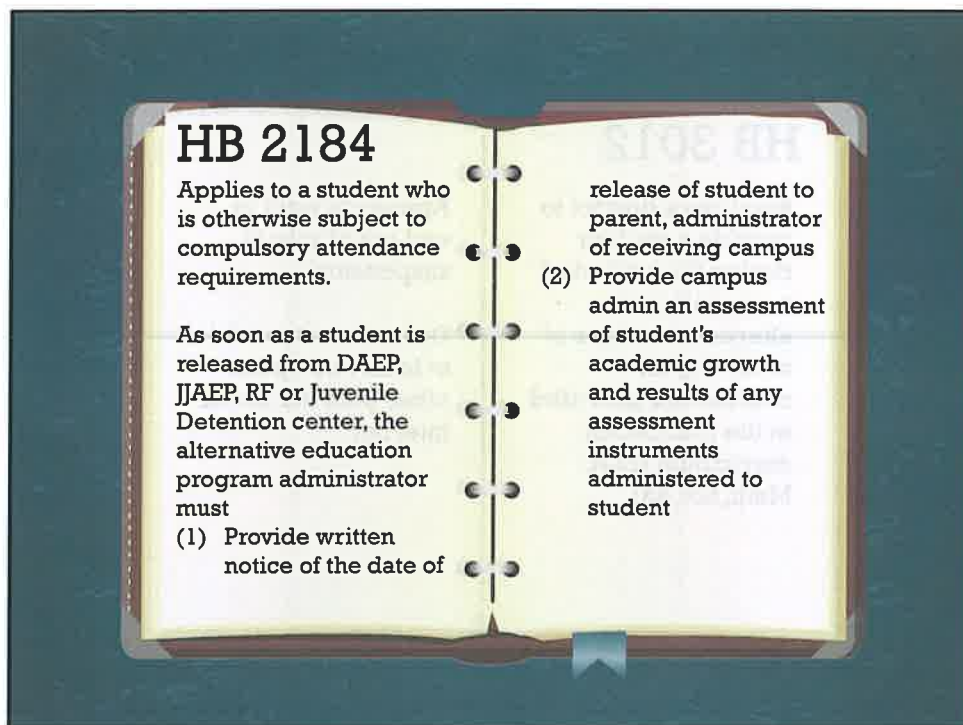 HB 2184
Applies to a student who
is otherwise subject to
compulsory attendance
requirements.
As soon as a student is
released from DAEP,
JJAEP, RF or Juvenile
Detention center, the
alternative education
program administrator
must
(1) Provide written
notice of the date of
release of student to
parent, administrator
of receiving campus
(2) Provide campus
admin an assessment
of student's
academic growth
and results of any
assessment
instruments
administered to
student